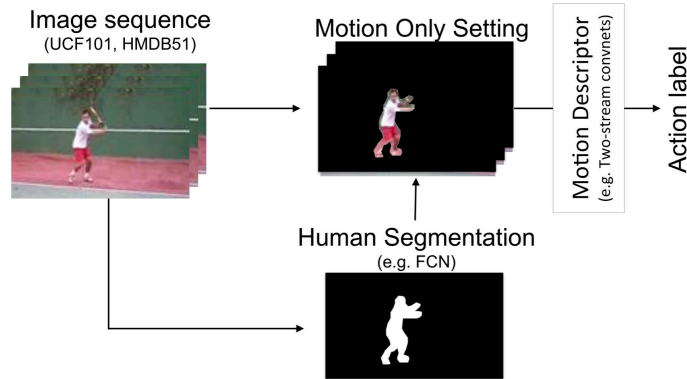 Image sequence
(UCF101, HMDB51)
Motion Only Setting
Human Segmentation
(e.g. FCN)
Motion Descriptor
(e.g. Two-stream convnets)
Action label